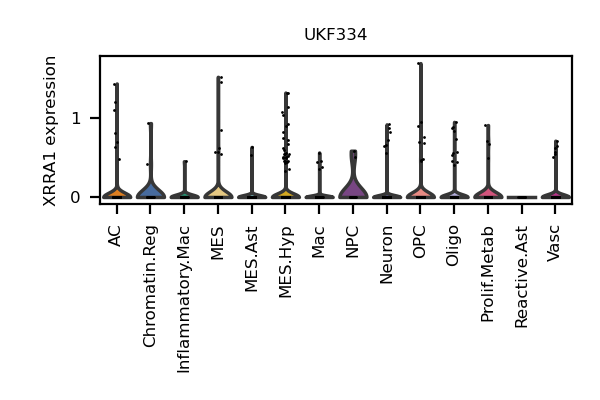 UKF334
XRRA1 expression
1
0
AC
Chromatin.Reg
Inflammatory.Mac
MES
MES.Ast
MES.Hyp
Mac
NPC
Neuron
OPC
Oligo
Prolif.Metab
Reactive.Ast
Vasc